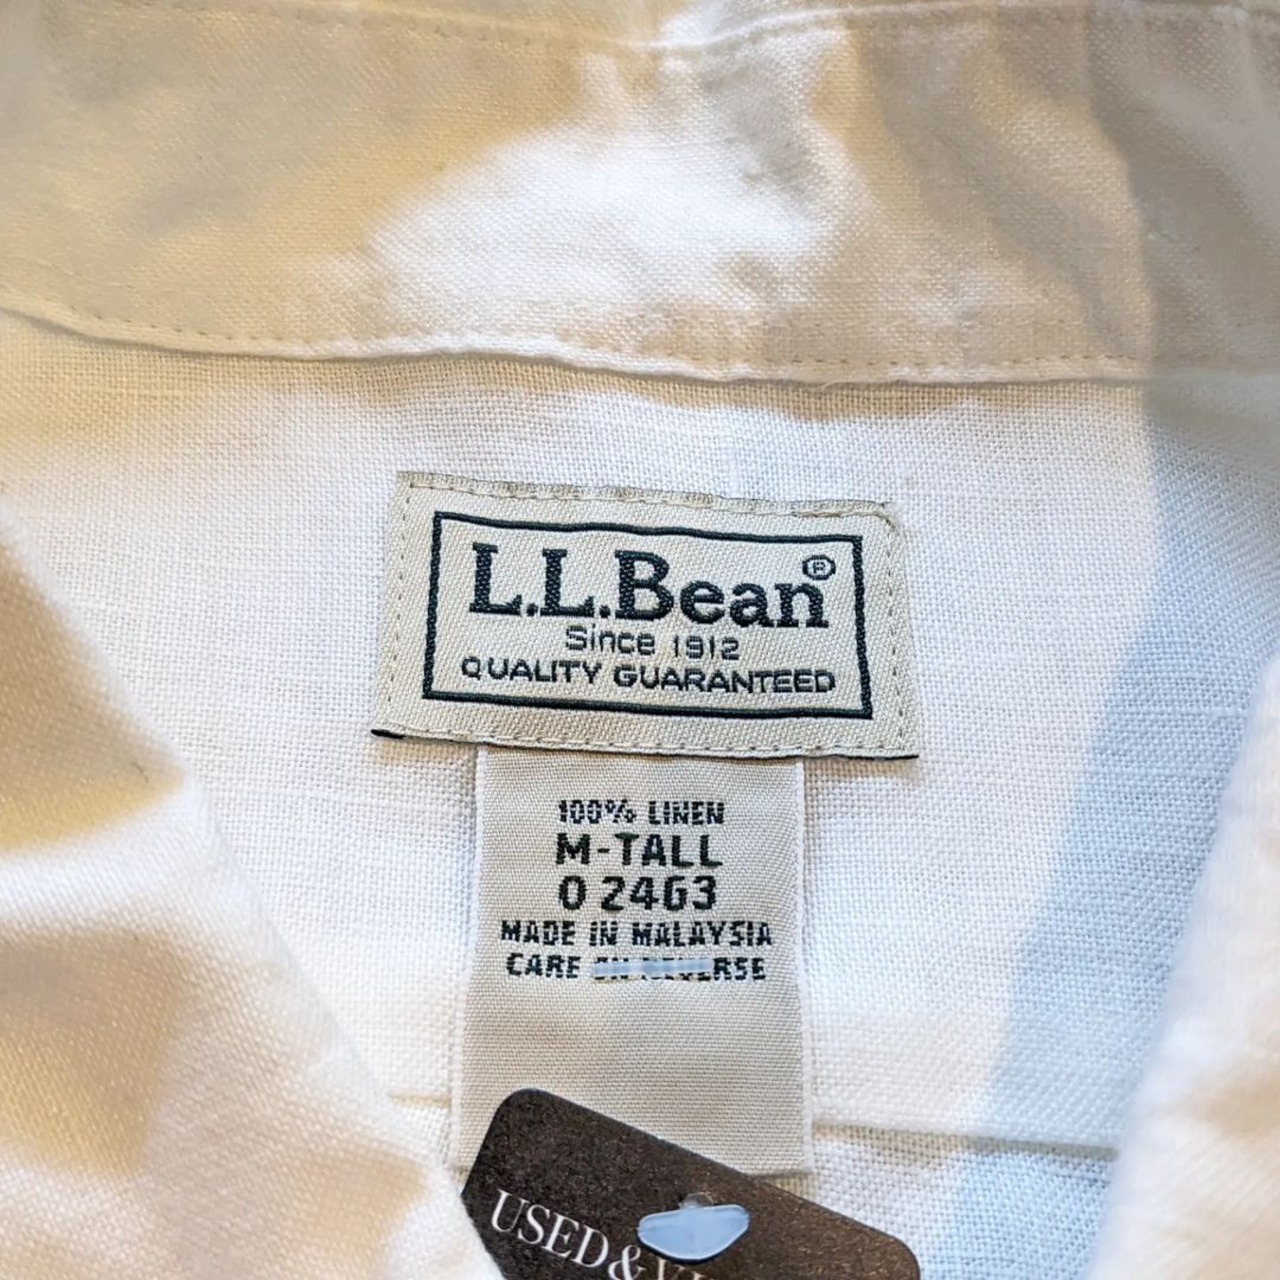 L.L.Bean®
Since 1912
QUALITY GUARANTEED
100% LINEN
M-TALL
0 2463
MADE IN MALAYSIA
CARE
USED &